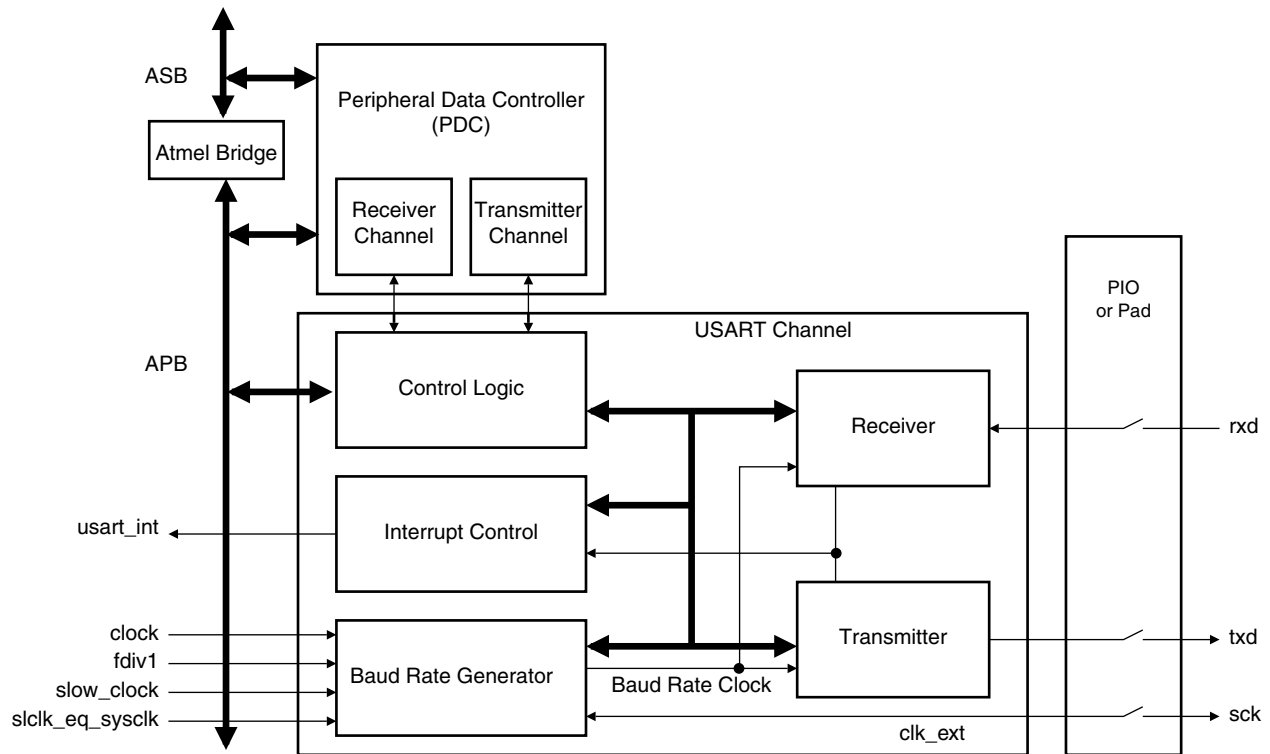 ASB
Peripheral Data Controller
(PDC)
Atmel Bridge
Receiver
Channel
Transmitter
Channel
PIO
or Pad
USART Channel
APB
Control Logic
Receiver
rxd
usart_int
Interrupt Control
clock
fdiv1
slow_clock
slclk_eq_sysclk
Baud Rate Generator
Transmitter
txd
Baud Rate Clock
clk_ext
sck